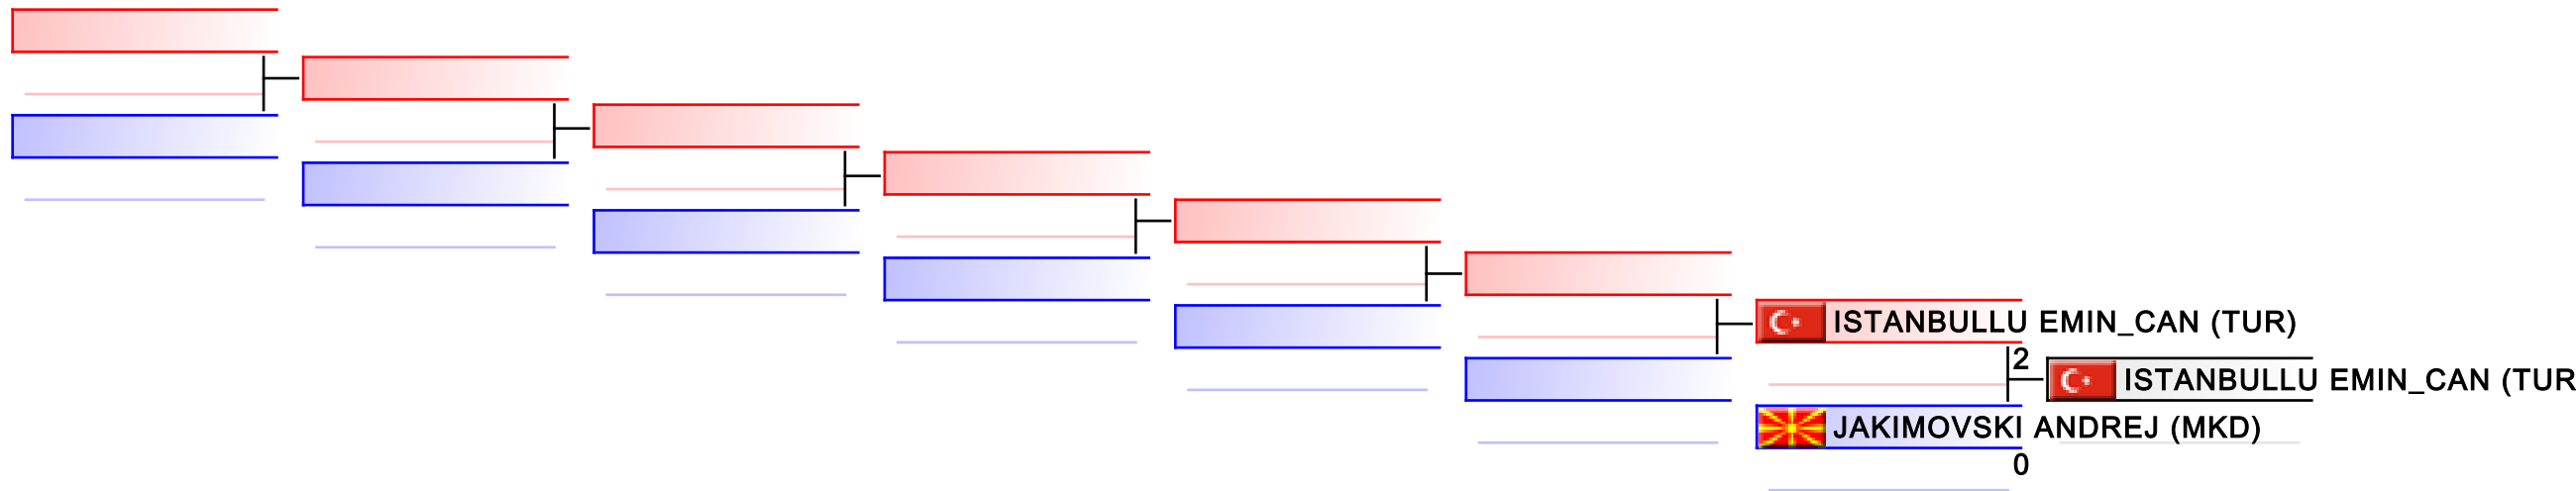 ISTANBULLU EMIN_CAN (TUR)
2
ISTANBULLU EMIN_CAN (TUR
JAKIMOVSKI ANDREJ (MKD)
0